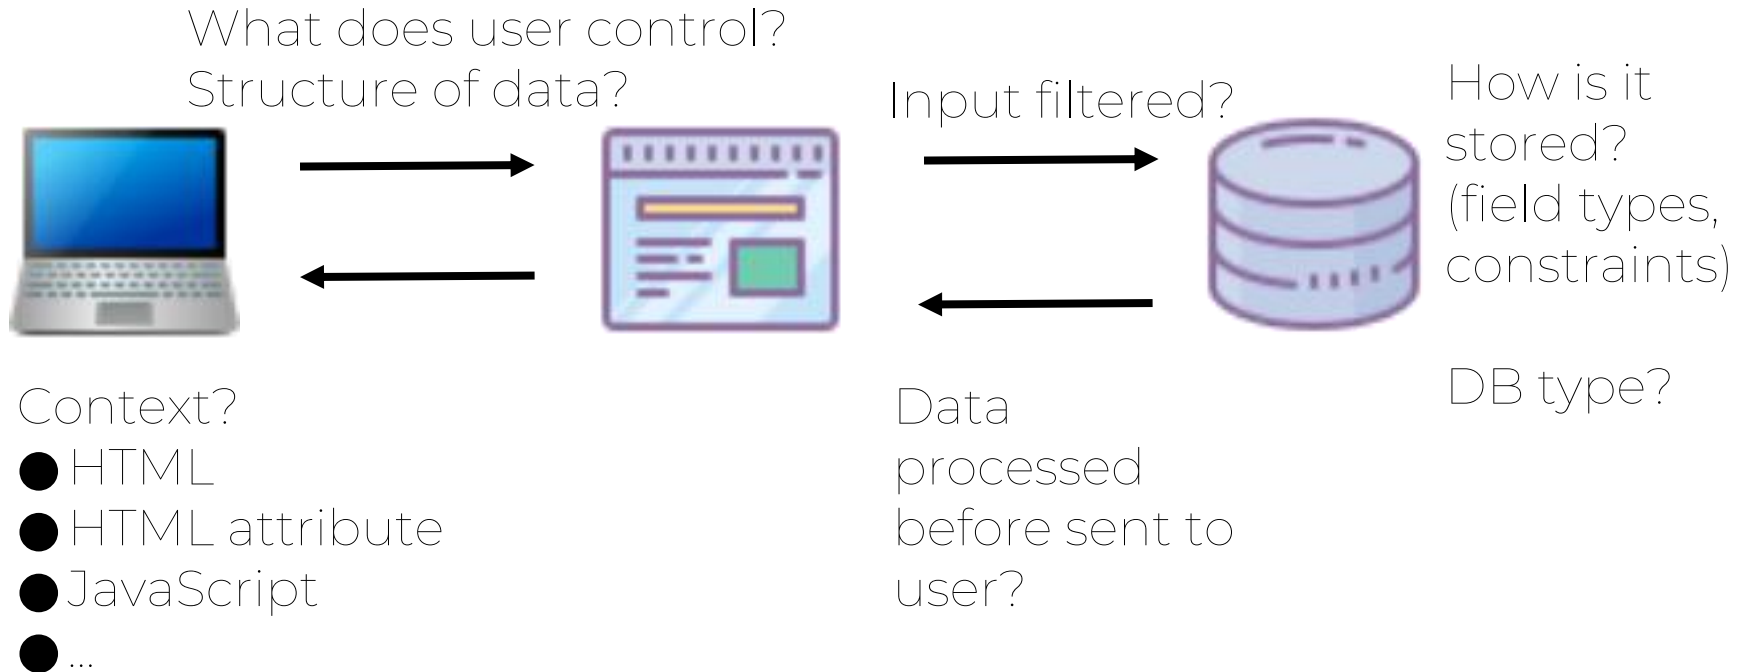 What does user control?
Structure of data?
Input filtered?
How is it
stored?
(field types,
constraints)
DB type?
Context?
● HTML
● HTML attribute
● JavaScript
● ...
Data
processed
before sent to
user?